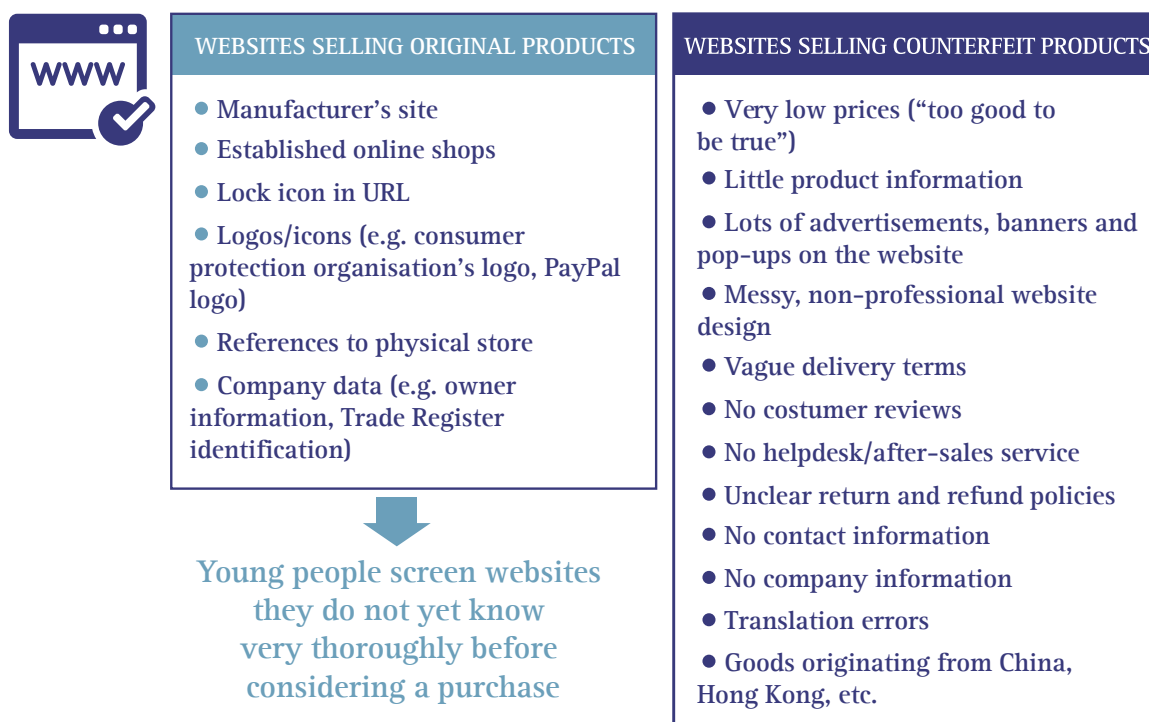 www
WEBSITES SELLING ORIGINAL PRODUCTS
• Manufacturer’s site
• Established online shops
• Lock icon in URL
• Logos/icons (e.g. consumer
protection organisation’s logo, PayPal
logo)
• References to physical store
• Company data (e.g. owner
information, Trade Register
identification)
Young people screen websites
they do not yet know
very thoroughly before
considering a purchase
WEBSITES SELLING COUNTERFEIT PRODUCTS
• Very low prices (“too good to
be true”)
• Little product information
• Lots of advertisements, banners and
pop-ups on the website
• Messy, non-professional website
design
• Vague delivery terms
• No costumer reviews
• No helpdesk/after-sales service
• Unclear return and refund policies
• No contact information
• No company information
• Translation errors
• Goods originating from China,
Hong Kong, etc.